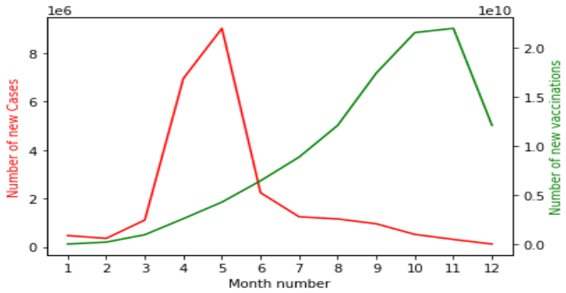 1e6
1e10
Number of new Cases
8
6
4
2
0
Number of new vaccinations
2.0
1.5
1.0
0.5
0.0
1 2 3 4 5 6 7 8 9 10 11 12
Month number